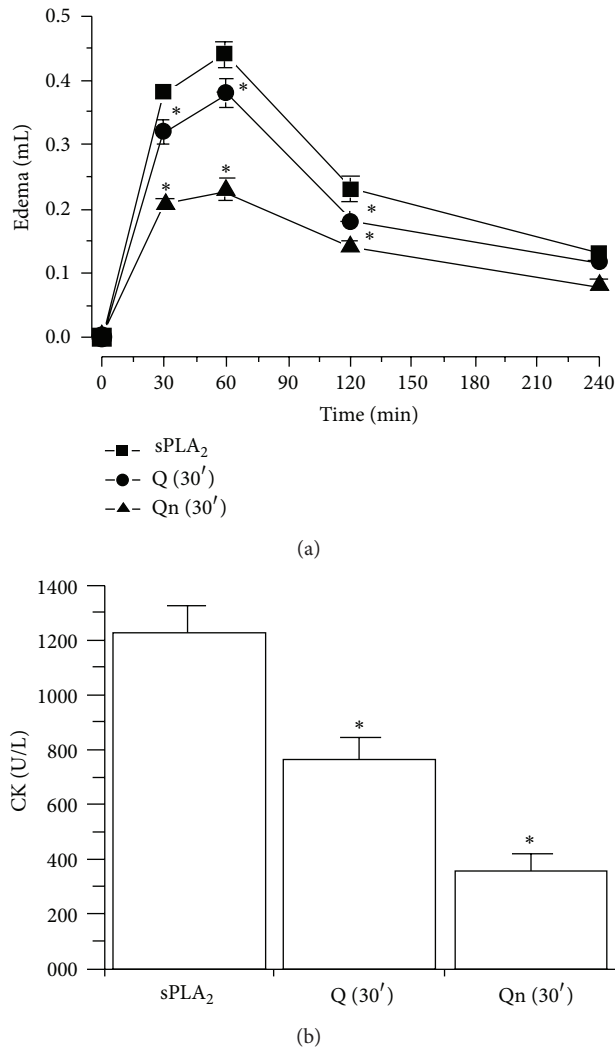 0.5
0.4
0.3
0.2
0.1
0.0
Edema (mL)
*
*
*
*
*
*
0 30 60 90 120 150 180 210 240
Time (min)
sPLA₂
Q (30′)
Qn (30′)
(a)
1400
1200
1000
800
600
400
200
000
CK (U/L)
*
*
sPLA₂ Q (30′) Qn (30′)
(b)